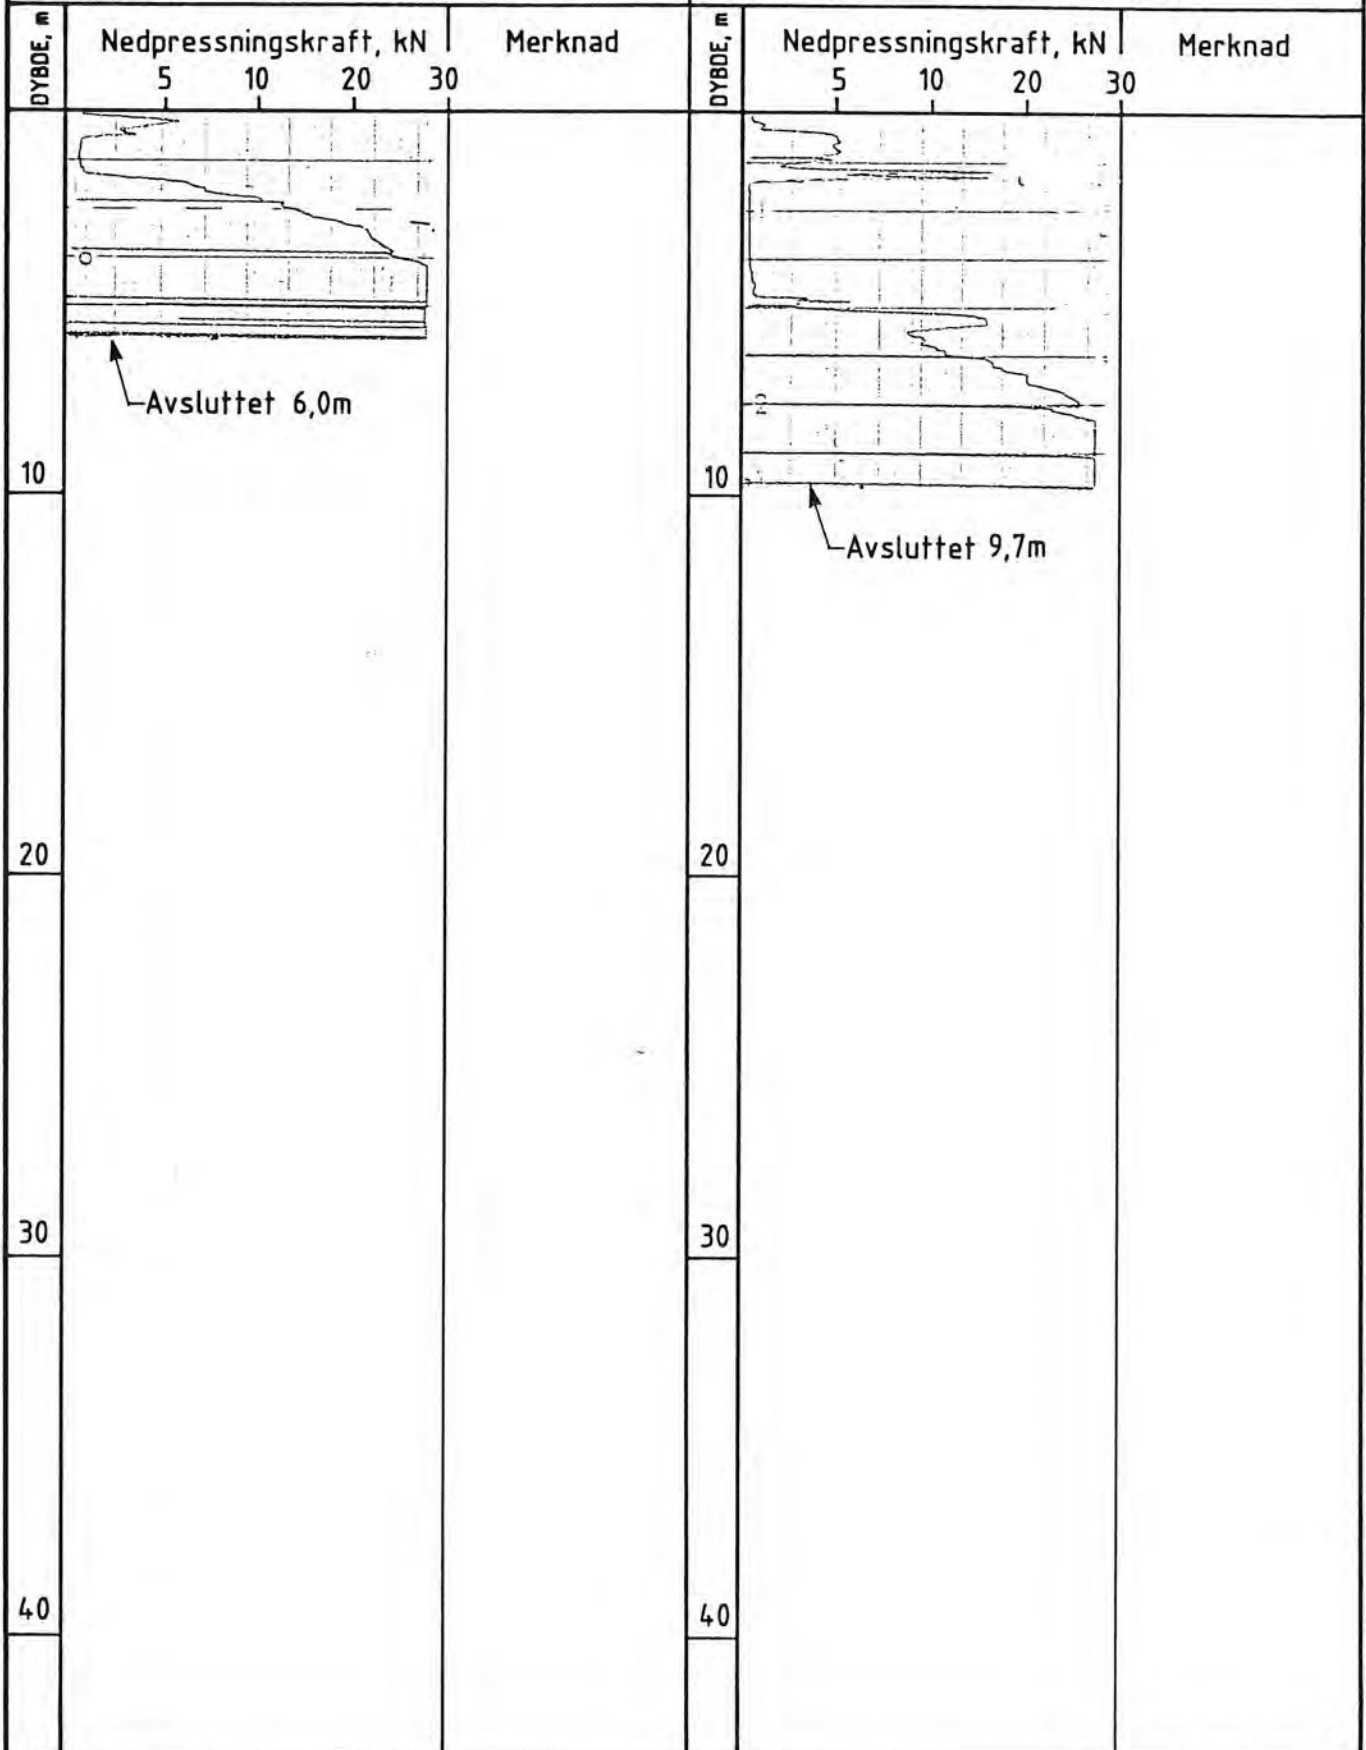 DYBDE, m
Nedpressningskraft, kN
Merknad
5 10 20 30
Avsluttet 6,0m
10
20
30
40
DYBDE, m
Nedpressningskraft, kN
Merknad
5 10 20 30
Avsluttet 9,7m
10
20
30
40